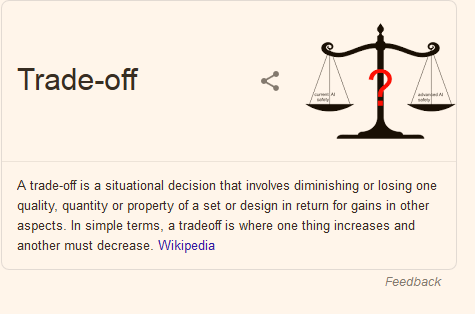 Trade-off
current AI
safety
?
advanced AI
safety
A trade-off is a situational decision that involves diminishing or losing one
quality, quantity or property of a set or design in return for gains in other
aspects. In simple terms, a tradeoff is where one thing increases and
another must decrease. Wikipedia
Feedback